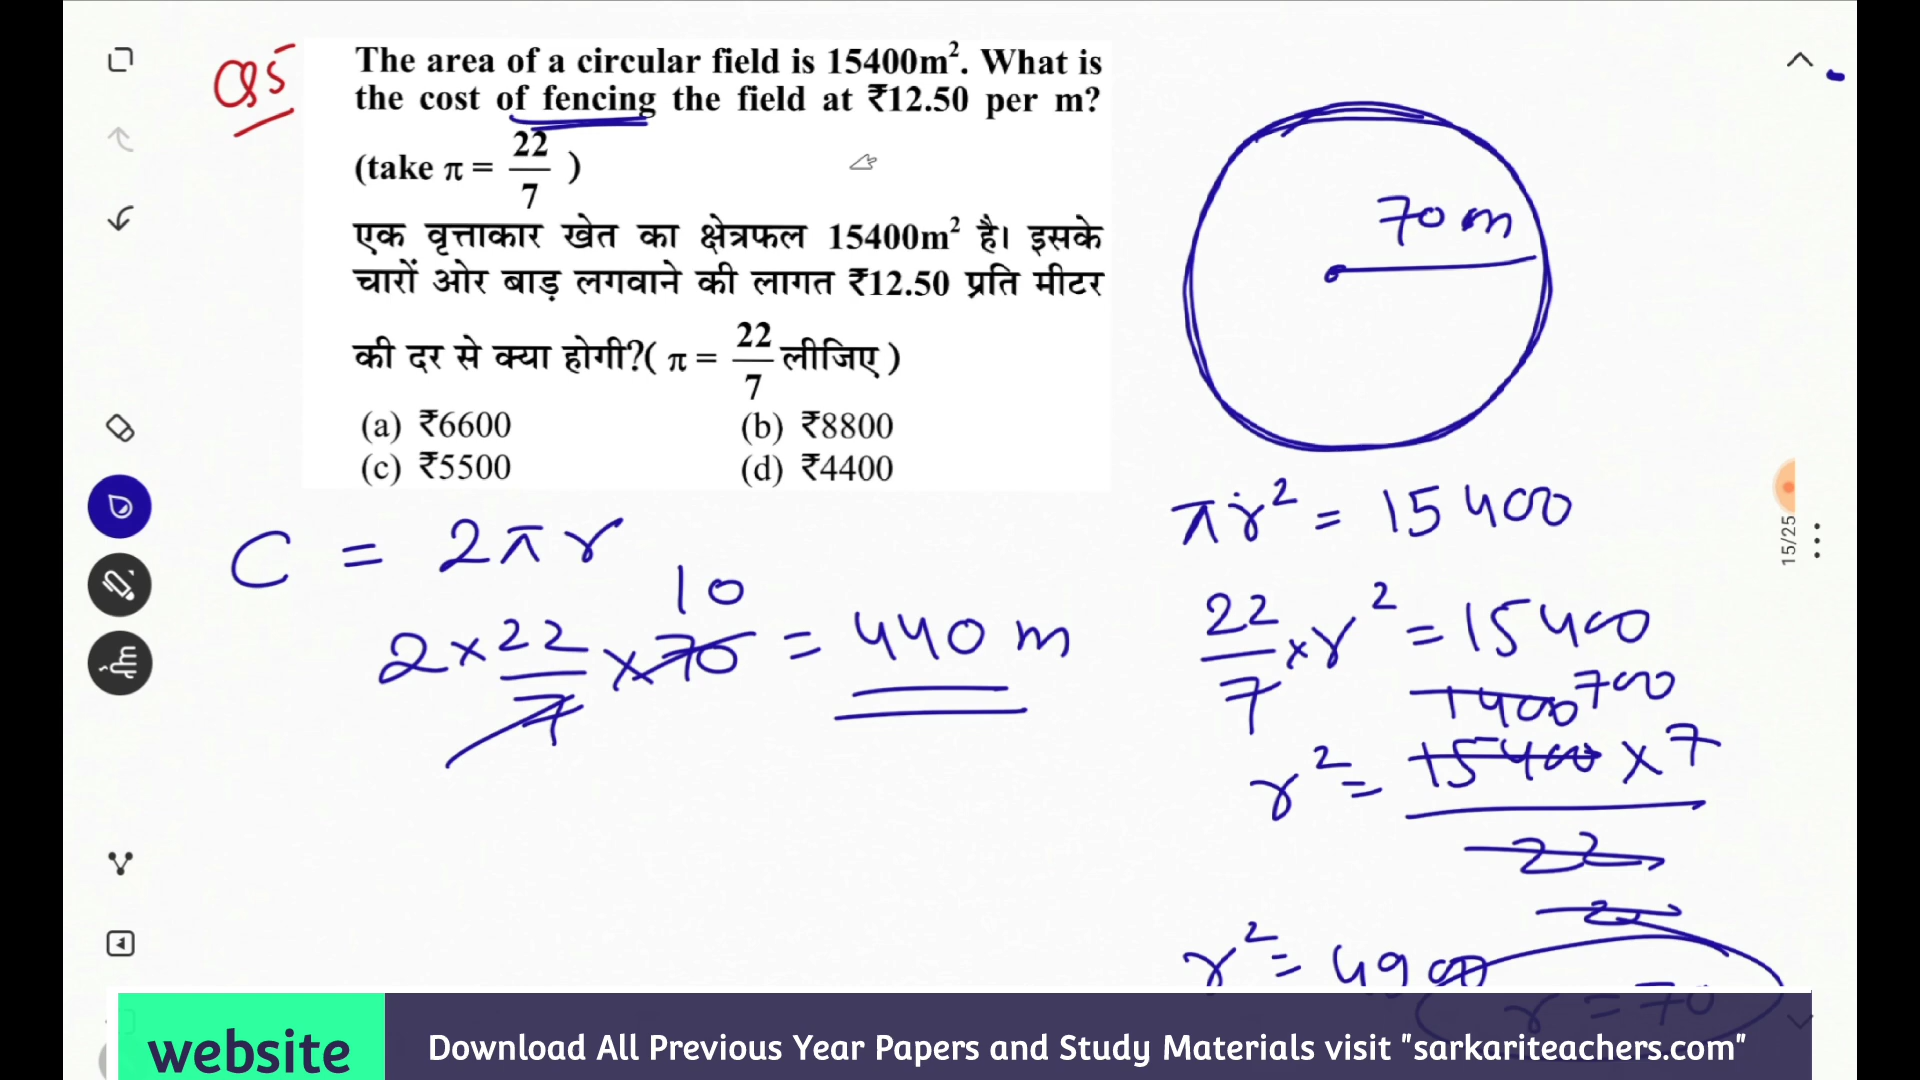 Q5
The area of a circular field is 15400m². What is
the cost of fencing the field at ₹12.50 per m?
(take π = 22/7 )
एक वृत्ताकार खेत का क्षेत्रफल 15400m² है। इसके
चारों ओर बाड़ लगवाने की लागत ₹12.50 प्रति मीटर
की दर से क्या होगी?( π = 22/7 लीजिए )
(a) ₹6600 (b) ₹8800
(c) ₹5500 (d) ₹4400
C = 2πr
10
2 × 22/7 × 70 = 440 m
70 m
πr² = 15400
22/7 × r² = 15400
1400 700
r² = 15400 × 7
22
2
r² = 4900
r = 70
15/25
website
Download All Previous Year Papers and Study Materials visit "sarkariteachers.com"